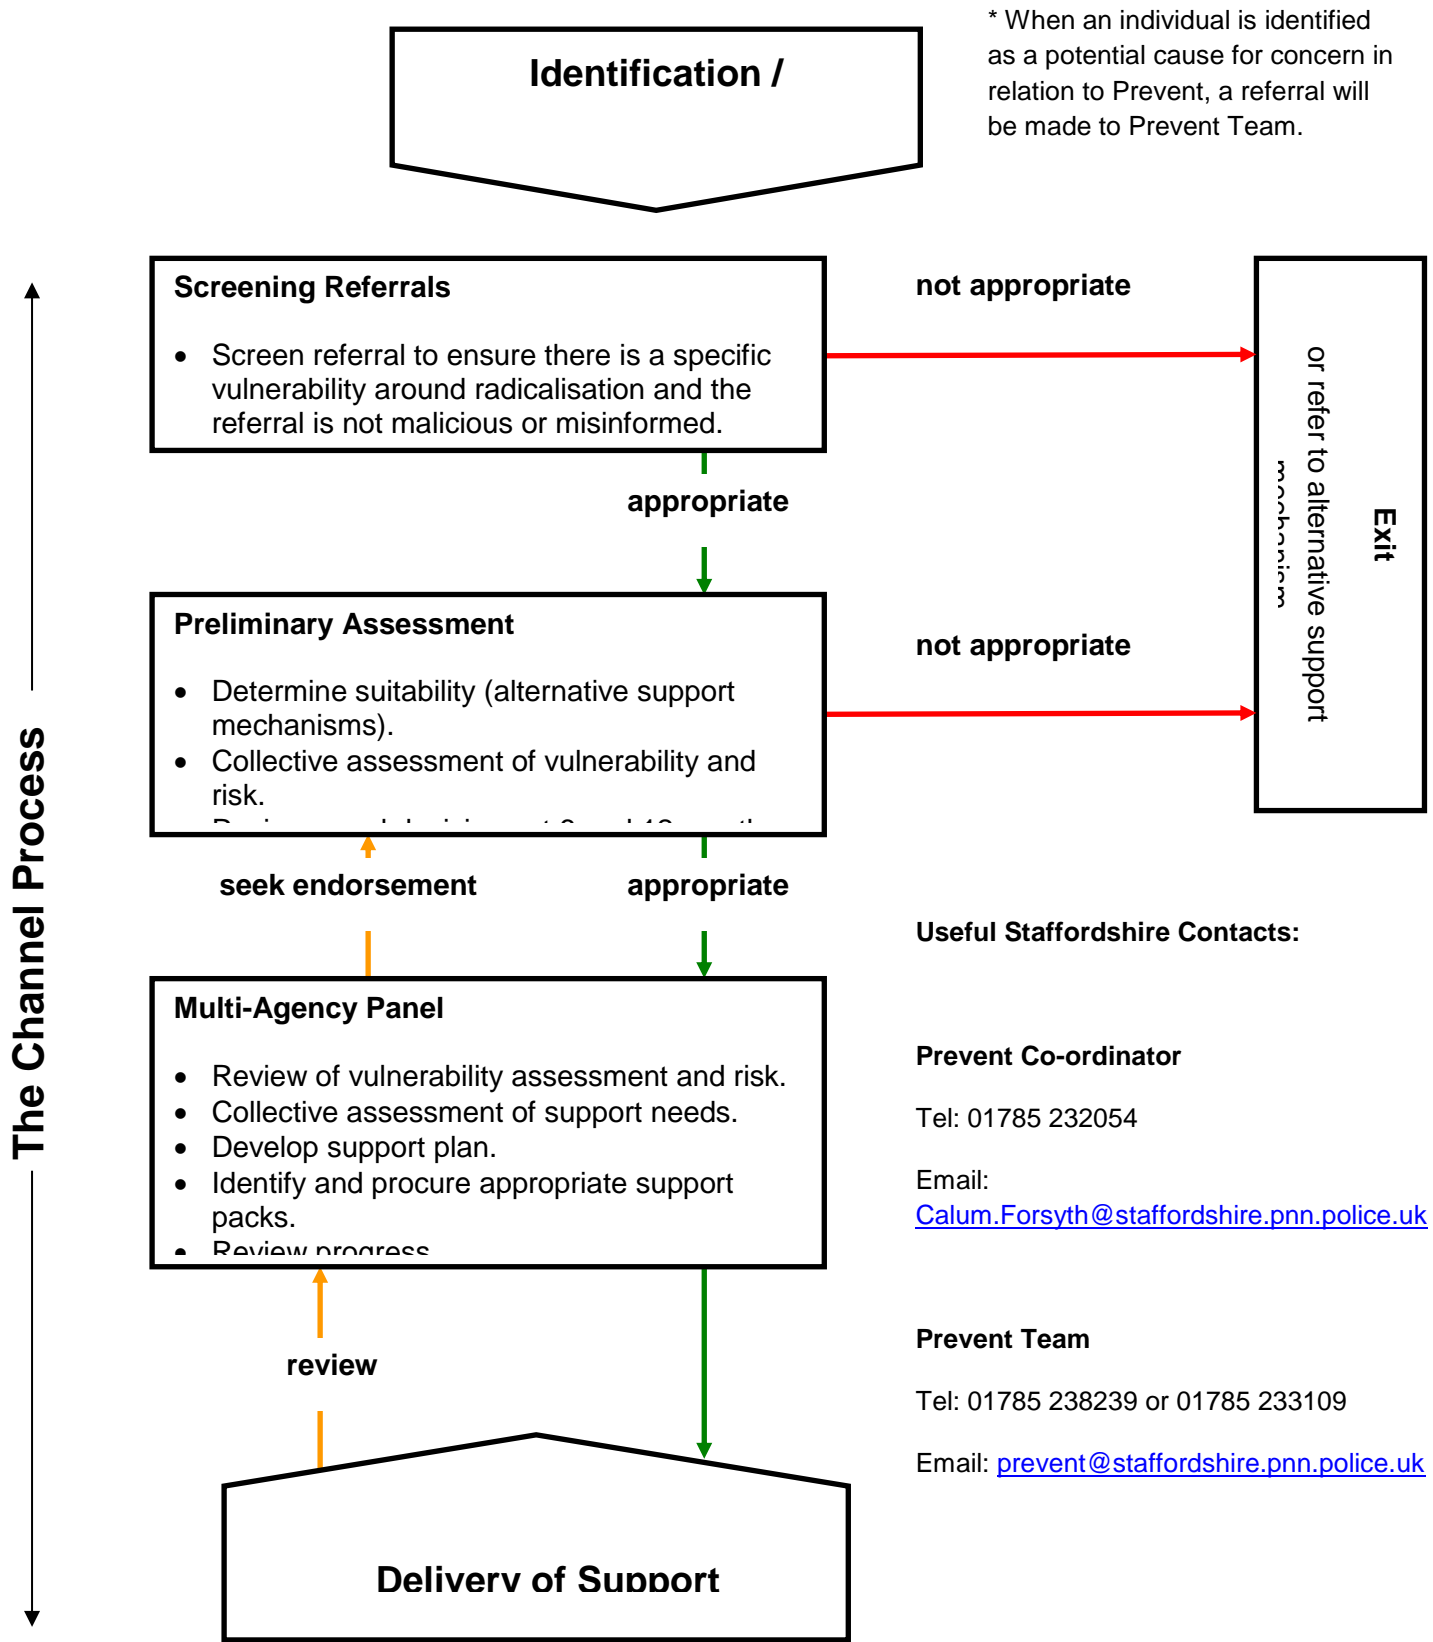 * When an individual is identified
as a potential cause for concern in
relation to Prevent, a referral will
be made to Prevent Team.
Identification /
Screening Referrals
• Screen referral to ensure there is a specific
vulnerability around radicalisation and the
referral is not malicious or misinformed.
not appropriate
Exit
or refer to alternative support
mechanism
appropriate
Preliminary Assessment
• Determine suitability (alternative support
mechanisms).
• Collective assessment of vulnerability and
risk.
not appropriate
The Channel Process
seek endorsement
appropriate
Multi-Agency Panel
• Review of vulnerability assessment and risk.
• Collective assessment of support needs.
• Develop support plan.
• Identify and procure appropriate support
packs.
• Review progress
review
Delivery of Support
Useful Staffordshire Contacts:
Prevent Co-ordinator
Tel: 01785 232054
Email:
Calum.Forsyth@staffordshire.pnn.police.uk
Prevent Team
Tel: 01785 238239 or 01785 233109
Email: prevent@staffordshire.pnn.police.uk